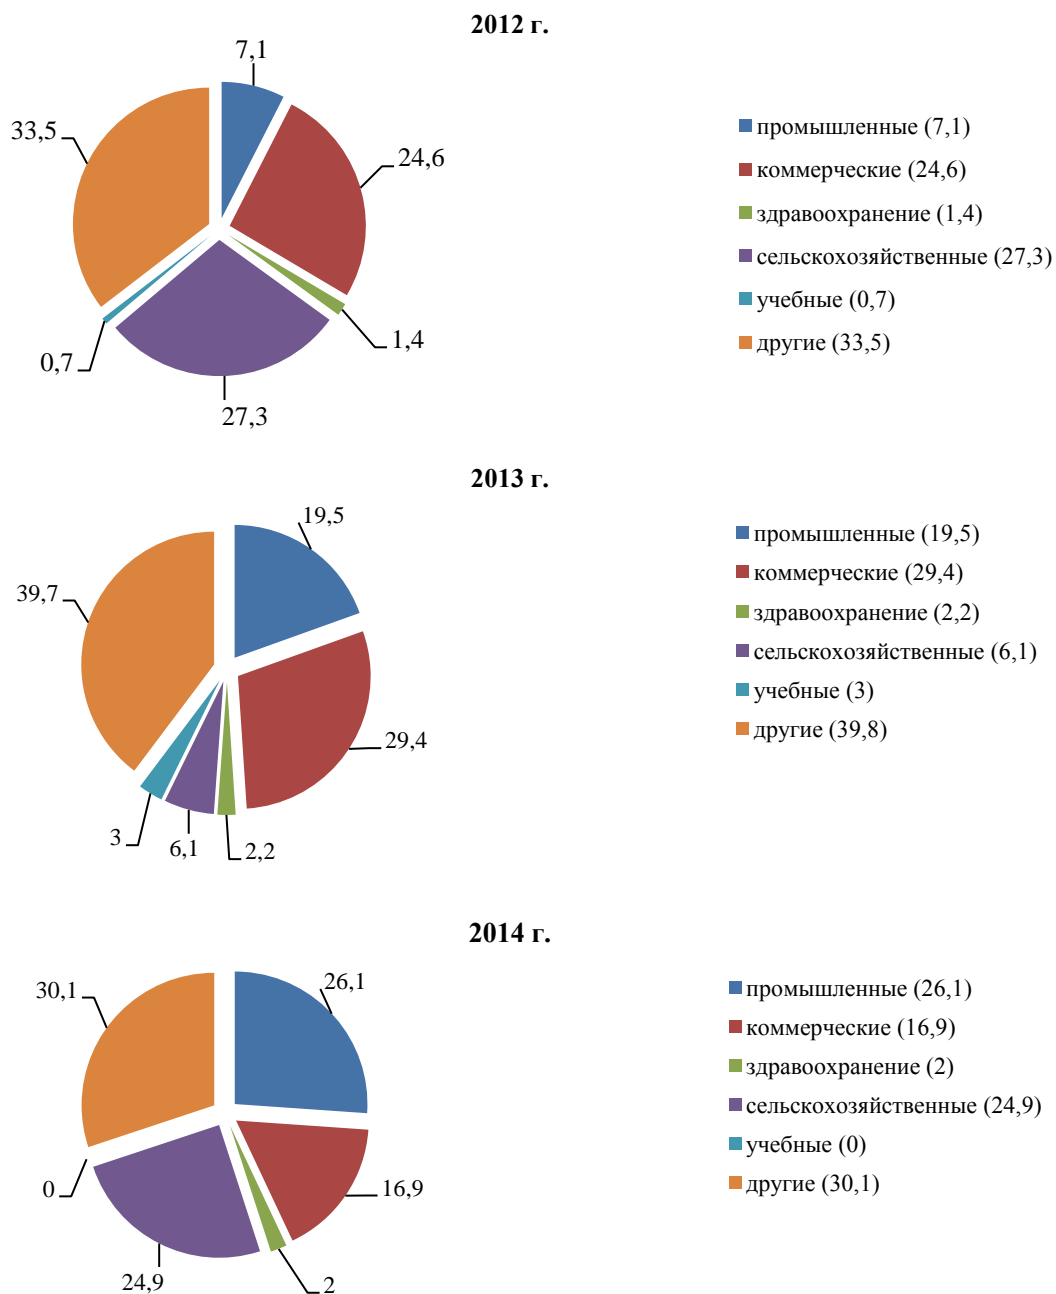 2012 г.
7,1
33,5
24,6
1,4
0,7
27,3
промышленные (7,1)
коммерческие (24,6)
здравоохранение (1,4)
сельскохозяйственные (27,3)
учебные (0,7)
другие (33,5)
2013 г.
19,5
39,7
29,4
3
6,1
2,2
промышленные (19,5)
коммерческие (29,4)
здравоохранение (2,2)
сельскохозяйственные (6,1)
учебные (3)
другие (39,8)
2014 г.
26,1
30,1
0
16,9
24,9
2
промышленные (26,1)
коммерческие (16,9)
здравоохранение (2)
сельскохозяйственные (24,9)
учебные (0)
другие (30,1)